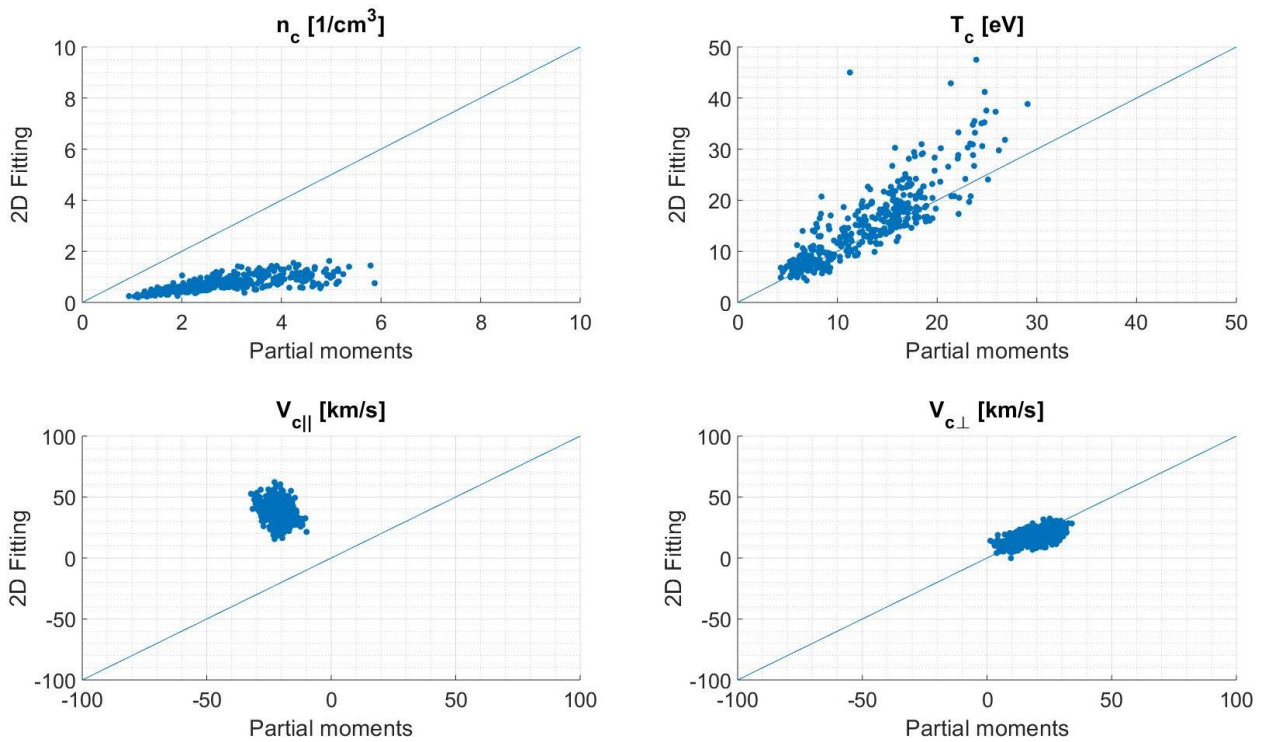 n_c [1/cm^3]
10
8
6
4
2
0
2D Fitting
0 2 4 6 8 10
Partial moments
T_c [eV]
50
40
30
20
10
0
2D Fitting
0 10 20 30 40 50
Partial moments
V_c|| [km/s]
100
50
0
-50
-100
2D Fitting
-100 -50 0 50 100
Partial moments
V_c⊥ [km/s]
100
50
0
-50
-100
2D Fitting
-100 -50 0 50 100
Partial moments